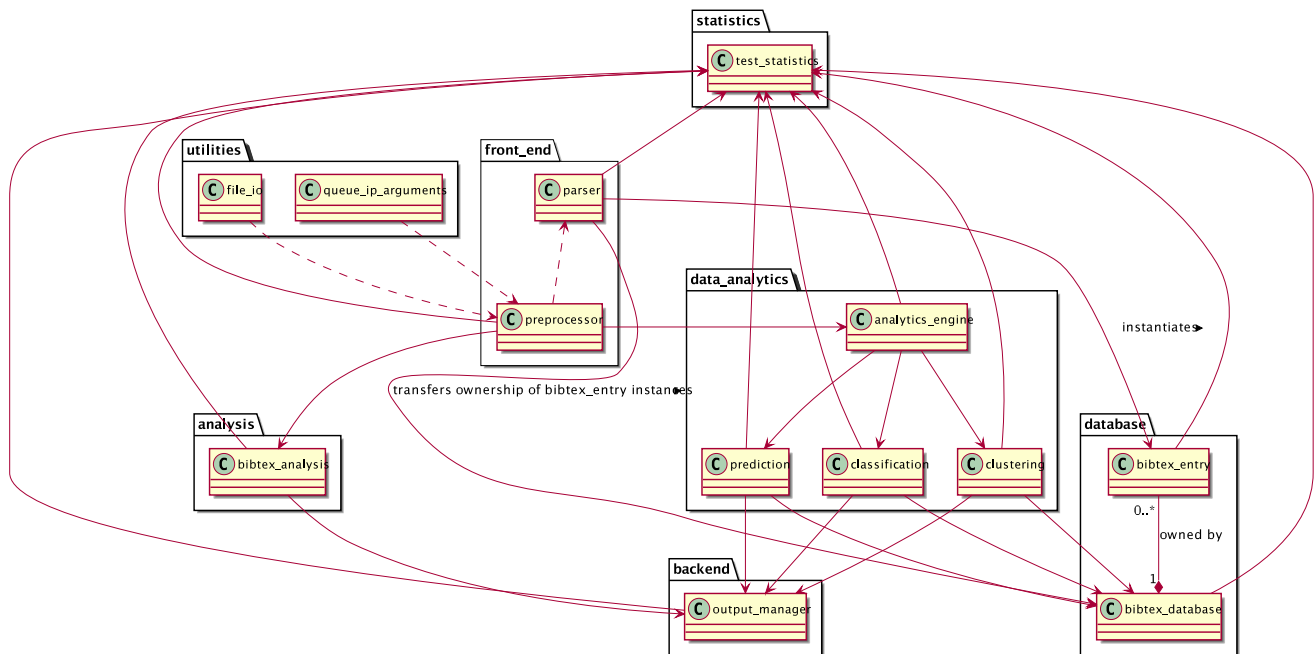 statistics
C test_statistics
utilities
front_end
C file_io
C queue_ip_arguments
C parser
data_analytics
C preprocessor
C analytics_engine
instantiates
transfers ownership of bibtex_entry instances
analysis
database
C bibtex_analysis
C prediction
C classification
C clustering
C bibtex_entry
0..*
owned by
backend
1
C output_manager
C bibtex_database